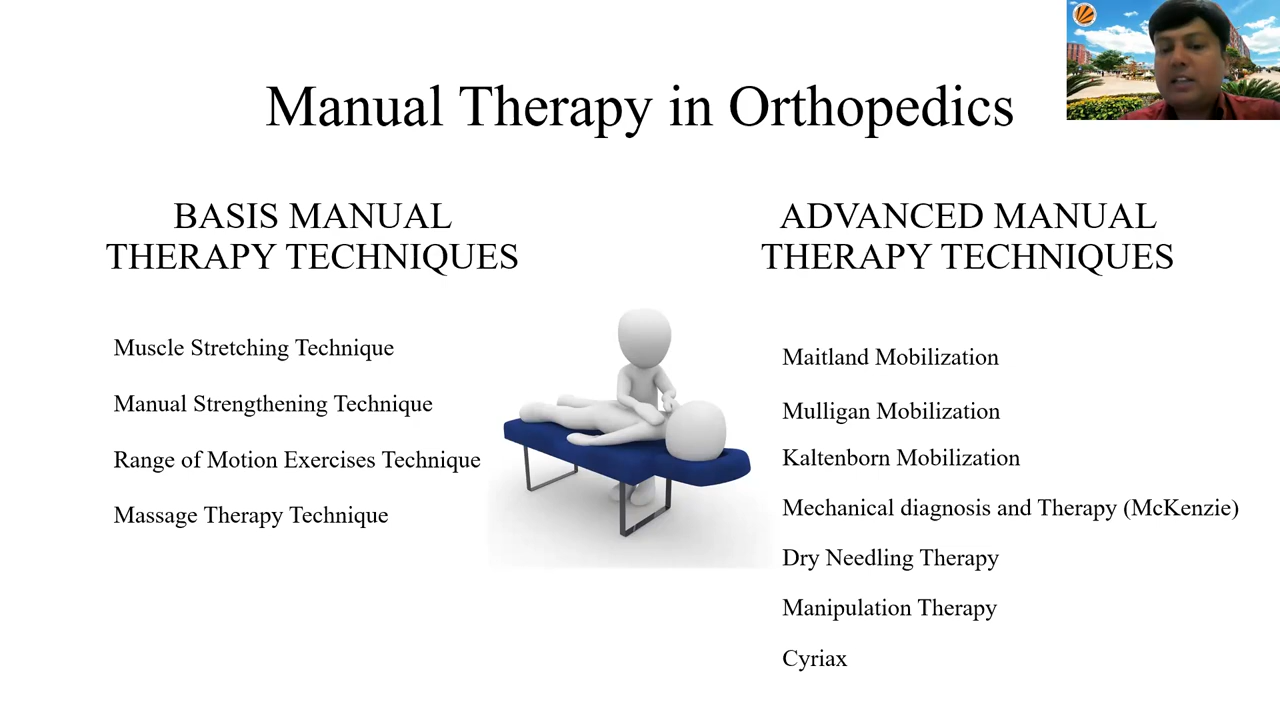 Manual Therapy in Orthopedics
BASIS MANUAL
THERAPY TECHNIQUES
Muscle Stretching Technique
Manual Strengthening Technique
Range of Motion Exercises Technique
Massage Therapy Technique
ADVANCED MANUAL
THERAPY TECHNIQUES
Maitland Mobilization
Mulligan Mobilization
Kaltenborn Mobilization
Mechanical diagnosis and Therapy (McKenzie)
Dry Needling Therapy
Manipulation Therapy
Cyriax